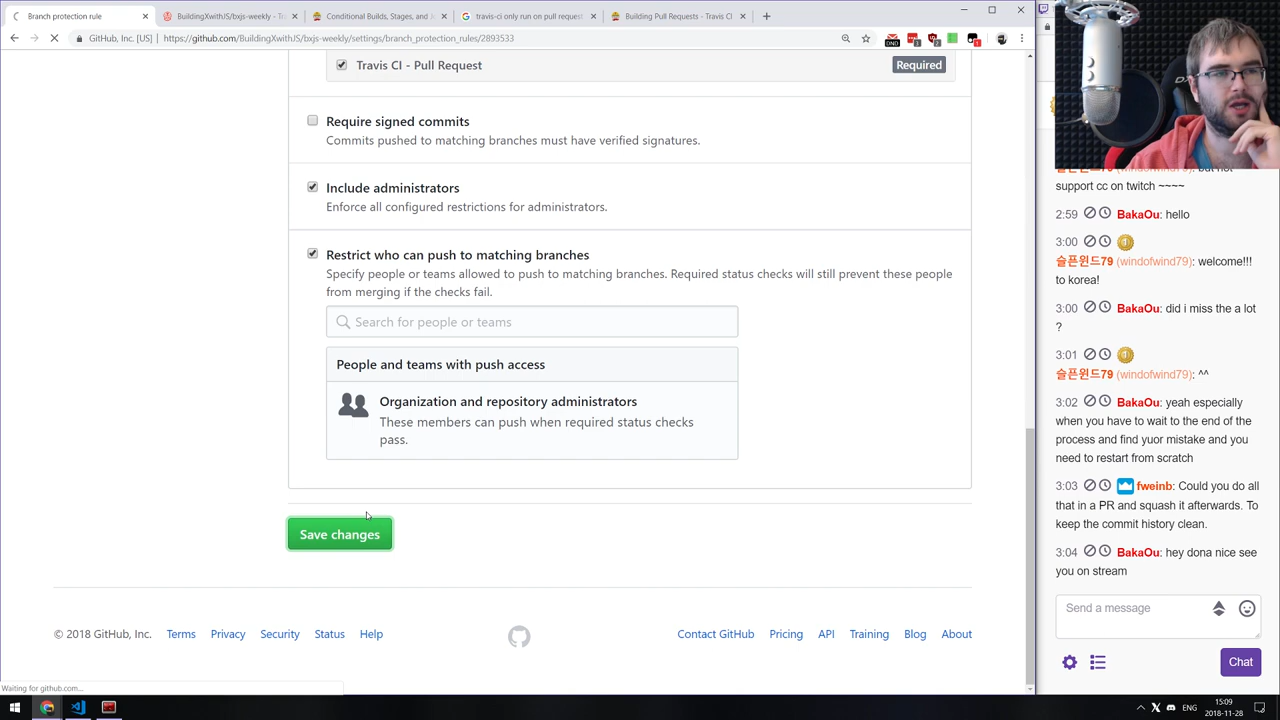 Branch protection rule
BuildingXwithJS/bxjs-weekly - Tr
travis-ci only run on pull request
Building Pull Requests - Travis CI
GitHub, Inc. [US]
https://github.com/BuildingXwithJS/bxjs-week
branch_protection_rules/2893533
Travis CI - Pull Request
Required
Require signed commits
Commits pushed to matching branches must have verified signatures.
Include administrators
Enforce all configured restrictions for administrators.
Restrict who can push to matching branches
Specify people or teams allowed to push to matching branches. Required status checks will still prevent these people
from merging if the checks fail.
Search for people or teams
People and teams with push access
Organization and repository administrators
These members can push when required status checks
pass.
Save changes
© 2018 GitHub, Inc.
Terms
Privacy
Security
Status
Help
Contact GitHub
Pricing
API
Training
Blog
About
Waiting for github.com...
슬픈윈드79 (windofwind79): but not
support cc on twitch ~~~~
2:59 BakaOu: hello
3:00
슬픈윈드79 (windofwind79): welcome!!!
to korea!
3:00 BakaOu: did i miss the a lot
?
3:01
슬픈윈드79 (windofwind79): ^^
3:02 BakaOu: yeah especially
when you have to wait to the end of the
process and find yuor mistake and you
need to restart from scratch
3:03 fweinb: Could you do all
that in a PR and squash it afterwards. To
keep the commit history clean.
3:04 BakaOu: hey dona nice see
you on stream
Send a message
Chat
ENG
15:09
2018-11-28